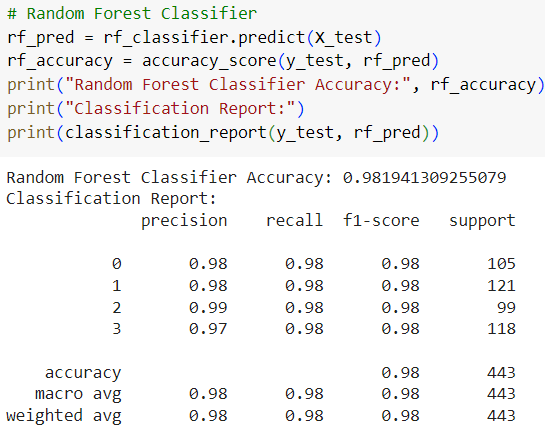 # Random Forest Classifier
rf_pred = rf_classifier.predict(X_test)
rf_accuracy = accuracy_score(y_test, rf_pred)
print("Random Forest Classifier Accuracy:", rf_accuracy)
print("Classification Report:")
print(classification_report(y_test, rf_pred))
Random Forest Classifier Accuracy: 0.981941309255079
Classification Report:
precision recall f1-score support
0 0.98 0.98 0.98 105
1 0.98 0.98 0.98 121
2 0.99 0.98 0.98 99
3 0.97 0.98 0.98 118
accuracy 0.98 443
macro avg 0.98 0.98 0.98 443
weighted avg 0.98 0.98 0.98 443